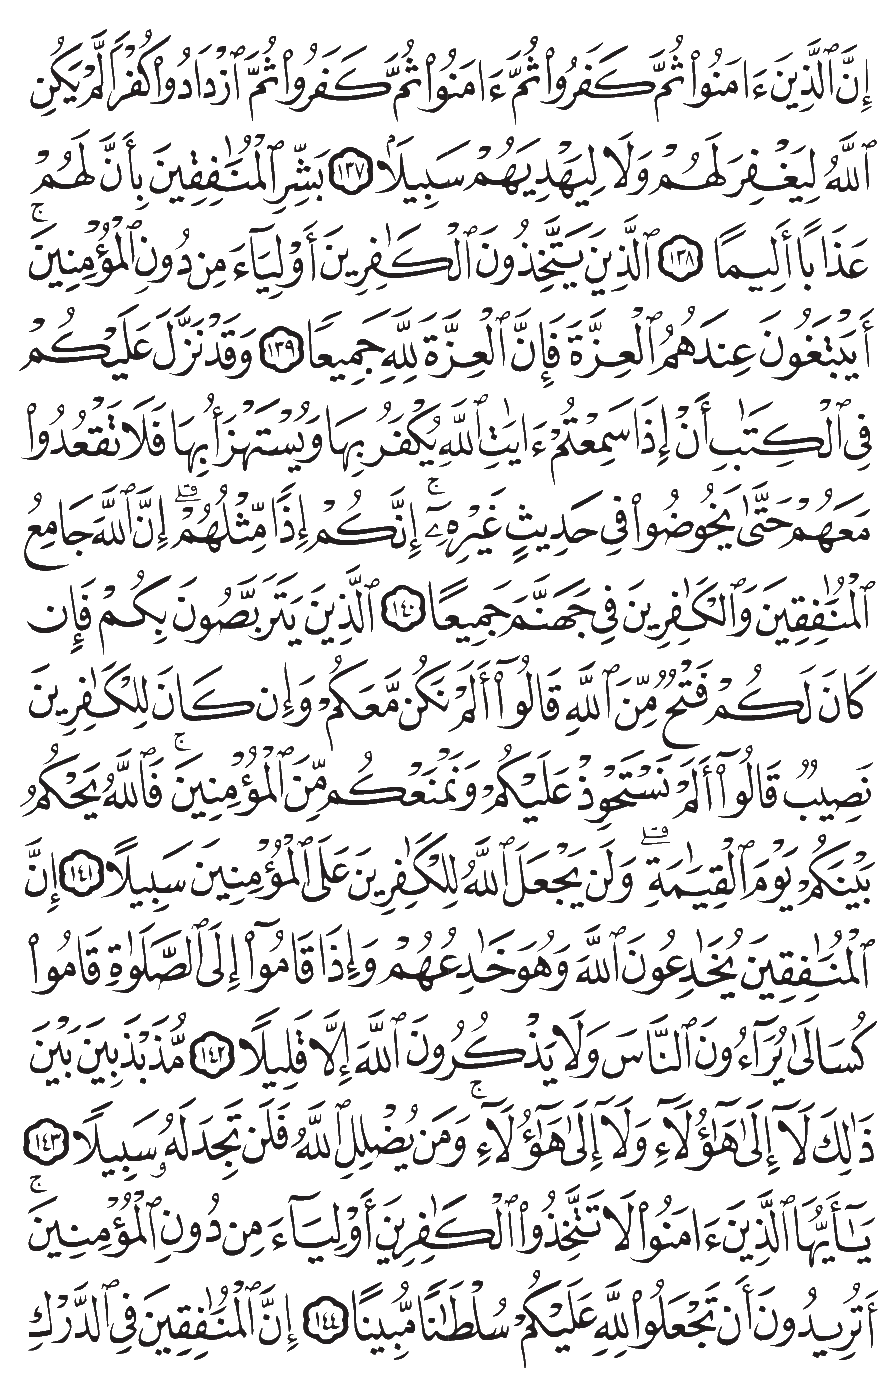 إِنَّ ٱلَّذِينَ ءَامَنُوا۟ ثُمَّ كَفَرُوا۟ ثُمَّ ءَامَنُوا۟ ثُمَّ كَفَرُوا۟ ثُمَّ ٱزْدَادُوا۟ كُفْرًا لَّمْ يَكُنِ
ٱللَّهُ لِيَغْفِرَ لَهُمْ وَلَا لِيَهْدِيَهُمْ سَبِيلًۢا ١٣٧ بَشِّرِ ٱلْمُنَٰفِقِينَ بِأَنَّ لَهُمْ
عَذَابًا أَلِيمًا ١٣٨ ٱلَّذِينَ يَتَّخِذُونَ ٱلْكَٰفِرِينَ أَوْلِيَآءَ مِن دُونِ ٱلْمُؤْمِنِينَ ۚ
أَيَبْتَغُونَ عِندَهُمُ ٱلْعِزَّةَ فَإِنَّ ٱلْعِزَّةَ لِلَّهِ جَمِيعًا ١٣٩ وَقَدْ نَزَّلَ عَلَيْكُمْ
فِى ٱلْكِتَٰبِ أَنْ إِذَا سَمِعْتُمْ ءَايَٰتِ ٱللَّهِ يُكْفَرُ بِهَا وَيُسْتَهْزَأُ بِهَا فَلَا تَقْعُدُوا۟
مَعَهُمْ حَتَّىٰ يَخُوضُوا۟ فِى حَدِيثٍ غَيْرِهِۦٓ ۚ إِنَّكُمْ إِذًا مِّثْلُهُمْ ۗ إِنَّ ٱللَّهَ جَامِعُ
ٱلْمُنَٰفِقِينَ وَٱلْكَٰفِرِينَ فِى جَهَنَّمَ جَمِيعًا ١٤٠ ٱلَّذِينَ يَتَرَبَّصُونَ بِكُمْ فَإِن
كَانَ لَكُمْ فَتْحٌ مِّنَ ٱللَّهِ قَالُوٓا۟ أَلَمْ نَكُن مَّعَكُمْ وَإِن كَانَ لِلْكَٰفِرِينَ
نَصِيبٌ قَالُوٓا۟ أَلَمْ نَسْتَحْوِذْ عَلَيْكُمْ وَنَمْنَعْكُم مِّنَ ٱلْمُؤْمِنِينَ ۚ فَٱللَّهُ يَحْكُمُ
بَيْنَكُمْ يَوْمَ ٱلْقِيَٰمَةِ ۗ وَلَن يَجْعَلَ ٱللَّهُ لِلْكَٰفِرِينَ عَلَى ٱلْمُؤْمِنِينَ سَبِيلًا ١٤١ إِنَّ
ٱلْمُنَٰفِقِينَ يُخَٰدِعُونَ ٱللَّهَ وَهُوَ خَٰدِعُهُمْ وَإِذَا قَامُوٓا۟ إِلَى ٱلصَّلَوٰةِ قَامُوا۟
كُسَالَىٰ يُرَآءُونَ ٱلنَّاسَ وَلَا يَذْكُرُونَ ٱللَّهَ إِلَّا قَلِيلًا ١٤٢ مُّذَبْذَبِينَ بَيْنَ
ذَٰلِكَ لَآ إِلَىٰ هَٰٓؤُلَآءِ وَلَآ إِلَىٰ هَٰٓؤُلَآءِ ۚ وَمَن يُضْلِلِ ٱللَّهُ فَلَن تَجِدَ لَهُۥ سَبِيلًا ١٤٣
يَٰٓأَيُّهَا ٱلَّذِينَ ءَامَنُوا۟ لَا تَتَّخِذُوا۟ ٱلْكَٰفِرِينَ أَوْلِيَآءَ مِن دُونِ ٱلْمُؤْمِنِينَ ۚ
أَتُرِيدُونَ أَن تَجْعَلُوا۟ لِلَّهِ عَلَيْكُمْ سُلْطَٰنًا مُّبِينًا ١٤٤ إِنَّ ٱلْمُنَٰفِقِينَ فِى ٱلدَّرْكِ